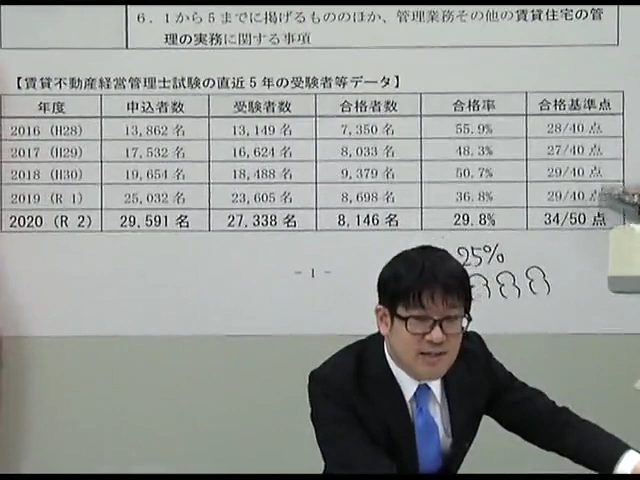 6．1から5までに掲げるもののほか、管理業務その他の賃貸住宅の管
理の実務に関する事項
【賃貸不動産経営管理士試験の直近5年の受験者等データ】
年度 申込者数 受験者数 合格者数 合格率 合格基準点
2016（H28） 13,862名 13,149名 7,350名 55.9% 28/40点
2017（H29） 17,532名 16,624名 8,033名 48.3% 27/40点
2018（H30） 19,654名 18,488名 9,379名 50.7% 29/40点
2019（R 1） 25,032名 23,605名 8,698名 36.8% 29/40点
2020（R 2） 29,591名 27,338名 8,146名 29.8% 34/50点
25%
- 1 -